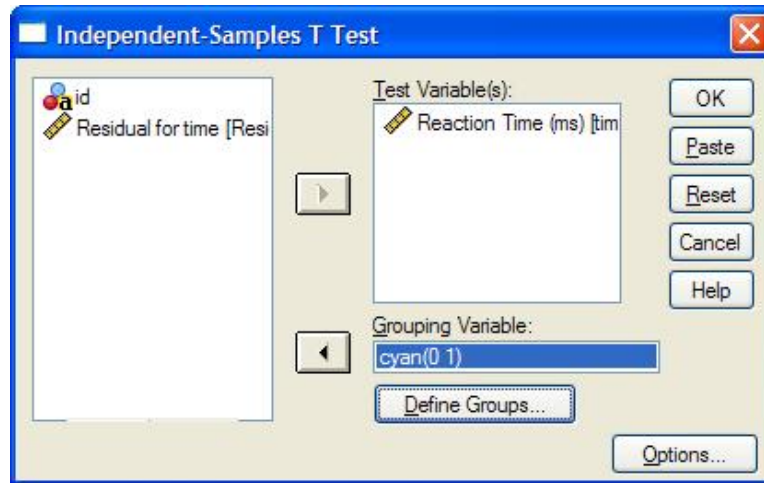 Independent-Samples T Test
id
Residual for time [Resi
Test Variable(s):
Reaction Time (ms) [tim
OK
Paste
Reset
Cancel
Help
Grouping Variable:
cyan(0 1)
Define Groups...
Options...